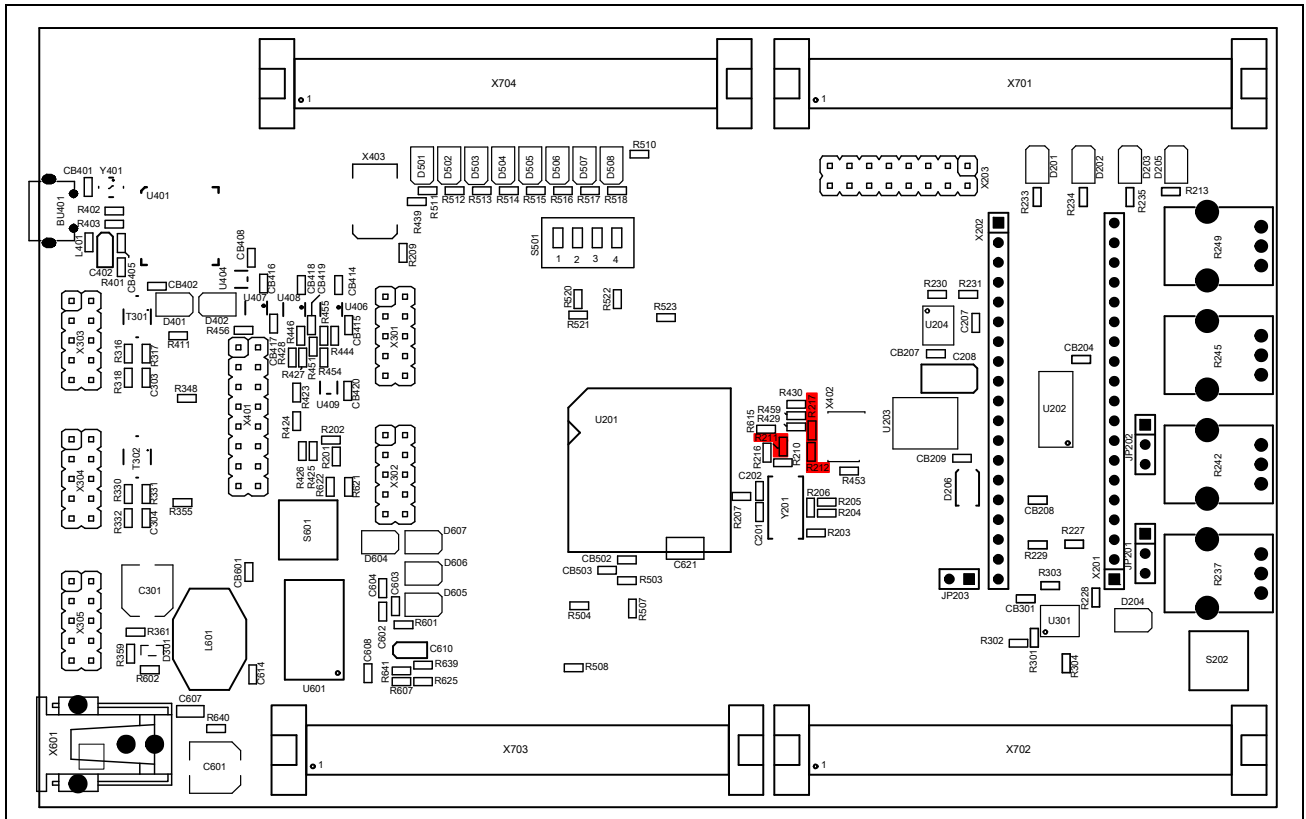 X704
1
X701
1
X403
D501
D502
D503
D504
D505
D506
D507
D508
R510
R511
R512
R513
R514
R515
R516
R517
R518
R439
R209
X203
D201
D202
D203
D205
R233
R234
R235
R213
CB401
Y401
BU401
U401
R402
R403
L401
C402
R401
CB405
CB402
CB408
U404
CB416
CB418
CB419
CB414
S501
1
2
3
4
X202
R249
D401
D402
U407
U408
R455
U406
R456
CB417
R446
R428
R427
R451
R454
R444
CB415
X301
R520
R521
R522
R523
R230
R231
U204
C207
CB207
C208
CB204
R245
X303
T301
R316
R317
R318
C303
R411
R348
X401
R423
U409
CB420
R424
R202
R201
R426
R425
R622
R621
X302
U201
R430
R459
R429
R615
R217
X402
R211
R216
R210
R212
R453
U203
CB209
D206
U202
JP202
R242
X304
T302
R330
R331
R332
C304
R355
S601
C202
C201
R207
Y201
R206
R205
R204
R203
CB208
R229
R227
X201
JP201
D607
D604
D606
D605
CB502
CB503
R503
C621
R504
R507
R508
JP203
R303
CB301
U301
R302
R301
R304
R228
D204
R237
S202
CB601
C301
X305
R361
R359
D301
R602
L601
C614
U601
C604
C603
C602
R601
C608
C610
R641
R639
R607
R625
X601
C607
R640
C601
X703
1
X702
1